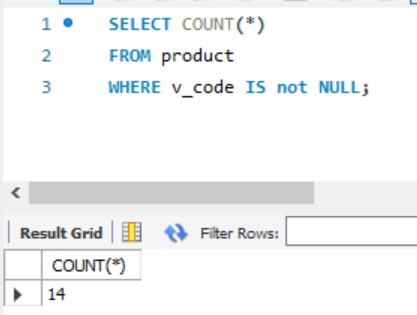 1 SELECT COUNT(*)
2 FROM product
3 WHERE v_code IS not NULL;
Result Grid Filter Rows:
COUNT(*)
14